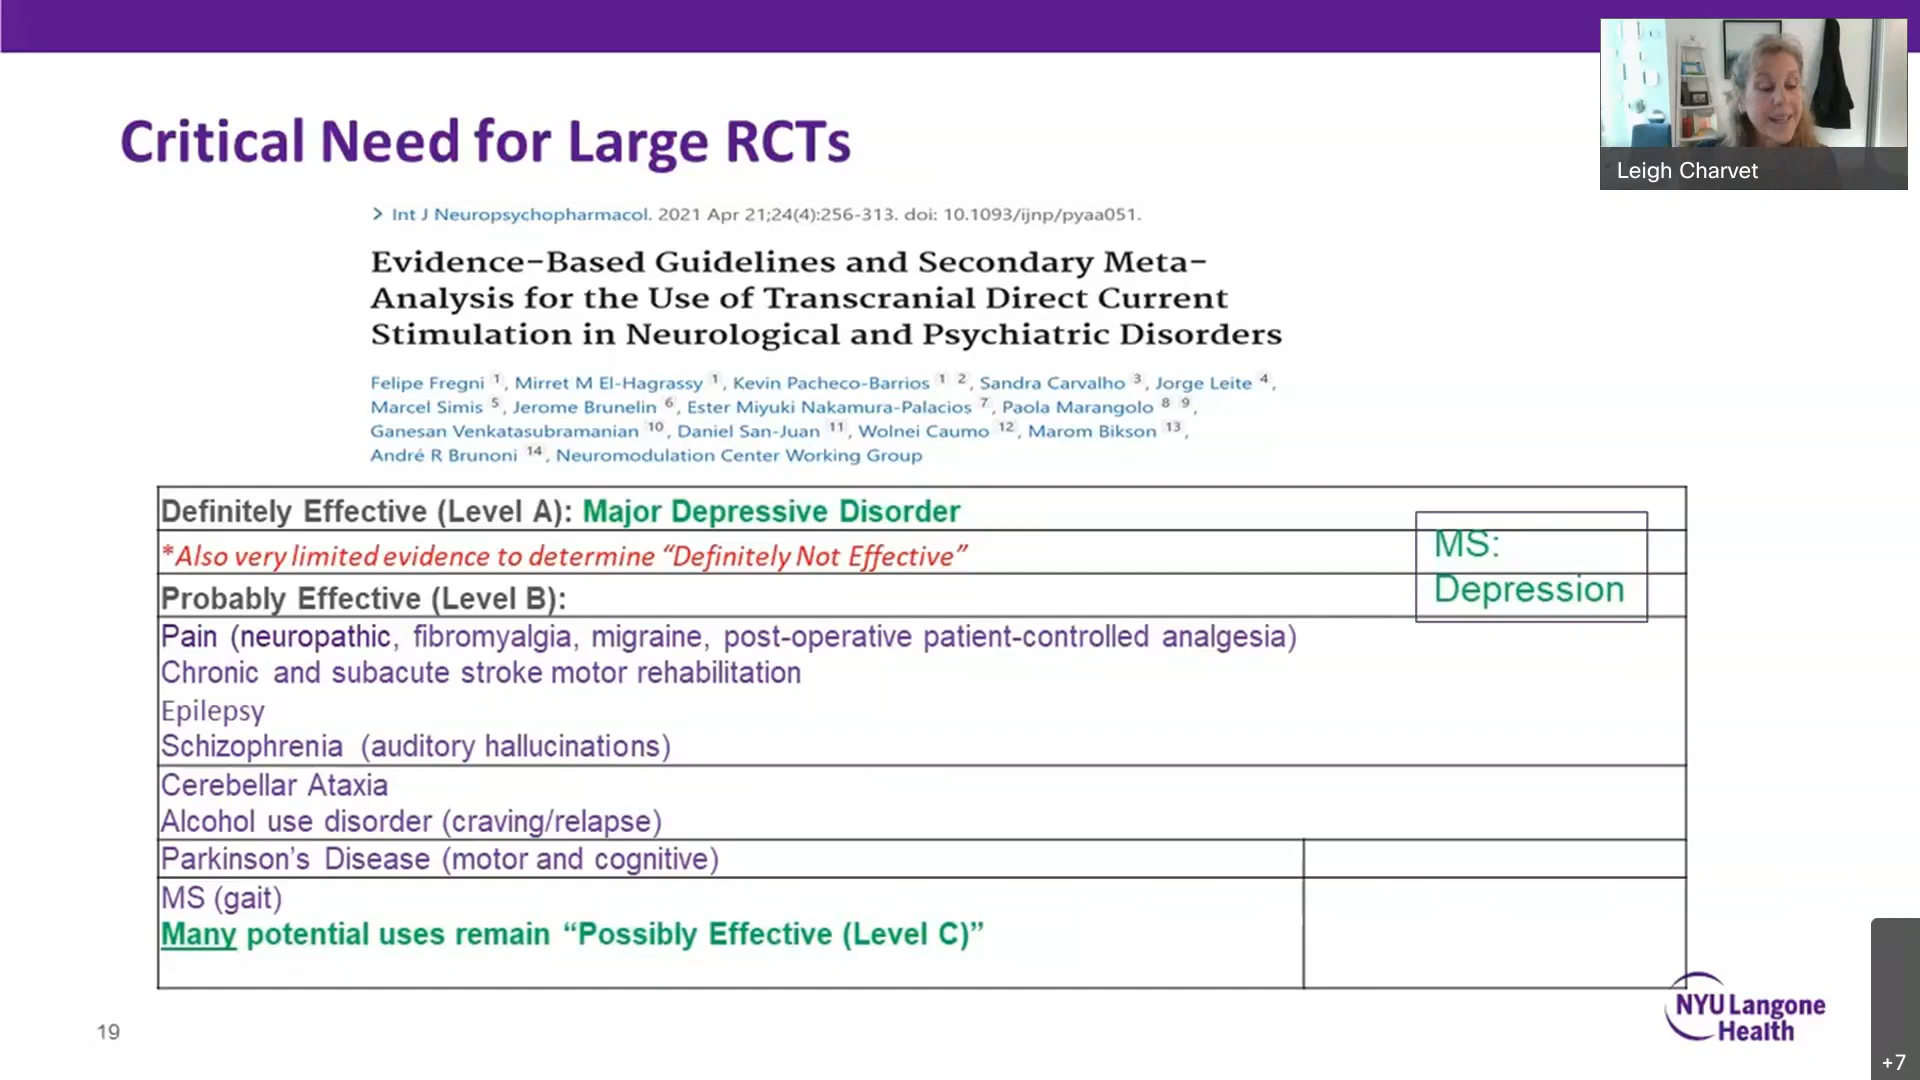 Leigh Charvet
Critical Need for Large RCTs
> Int J Neuropsychopharmacol. 2021 Apr 21;24(4):256-313. doi: 10.1093/ijnp/pyaa051.
Evidence-Based Guidelines and Secondary Meta-
Analysis for the Use of Transcranial Direct Current
Stimulation in Neurological and Psychiatric Disorders
Felipe Fregni 1, Mirret M El-Hagrassy 1, Kevin Pacheco-Barrios 1 2, Sandra Carvalho 3, Jorge Leite 4,
Marcel Simis 5, Jerome Brunelin 6, Ester Miyuki Nakamura-Palacios 7, Paola Marangolo 8 9,
Ganesan Venkatasubramanian 10, Daniel San-Juan 11, Wolnei Caumo 12, Marom Bikson 13,
André R Brunoni 14, Neuromodulation Center Working Group
Definitely Effective (Level A): Major Depressive Disorder
*Also very limited evidence to determine “Definitely Not Effective”
MS:
Depression
Probably Effective (Level B):
Pain (neuropathic, fibromyalgia, migraine, post-operative patient-controlled analgesia)
Chronic and subacute stroke motor rehabilitation
Epilepsy
Schizophrenia (auditory hallucinations)
Cerebellar Ataxia
Alcohol use disorder (craving/relapse)
Parkinson’s Disease (motor and cognitive)
MS (gait)
Many potential uses remain “Possibly Effective (Level C)”
19
NYU Langone
Health
+7